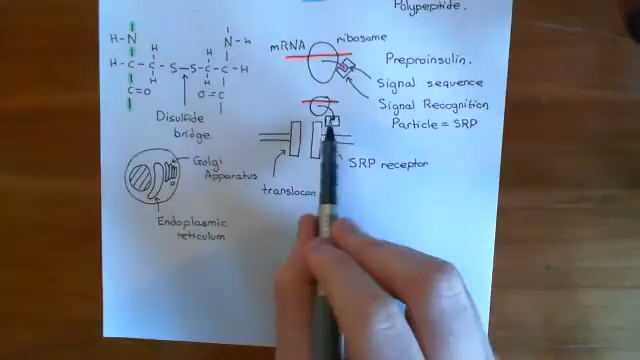 Polypeptide.
H-N
N-H
H
H
H-C-C-S-S-C-C-H
H
C=O
O=C
Disulfide
bridge.
mRNA
ribosome
Preproinsulin.
Signal sequence
Signal Recognition
Particle = SRP
SRP receptor
translocon
Golgi
Apparatus
Endoplasmic
reticulum